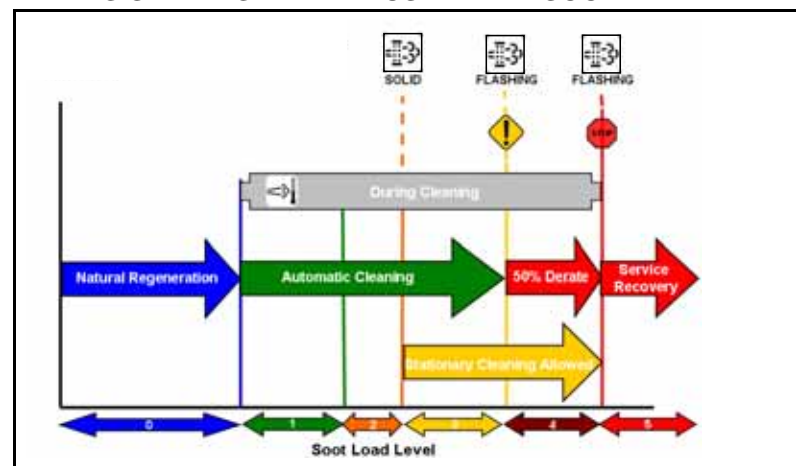 SOLID
FLASHING
FLASHING
STOP
During Cleaning
Natural Regeneration
Automatic Cleaning
50% Derate
Service
Recovery
Stationary Cleaning Allowed
0
1
2
3
4
5
Soot Load Level